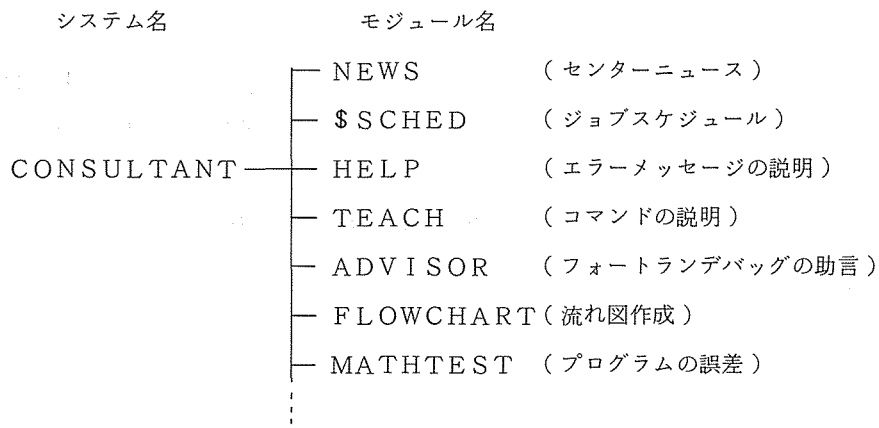 システム名 モジュール名
NEWS (センターニュース)
$SCHED (ジョブスケジュール)
CONSULTANT HELP (エラーメッセージの説明)
TEACH (コマンドの説明)
ADVISOR (フォートランデバッグの助言)
FLOWCHART (流れ図作成)
MATHTEST (プログラムの誤差)